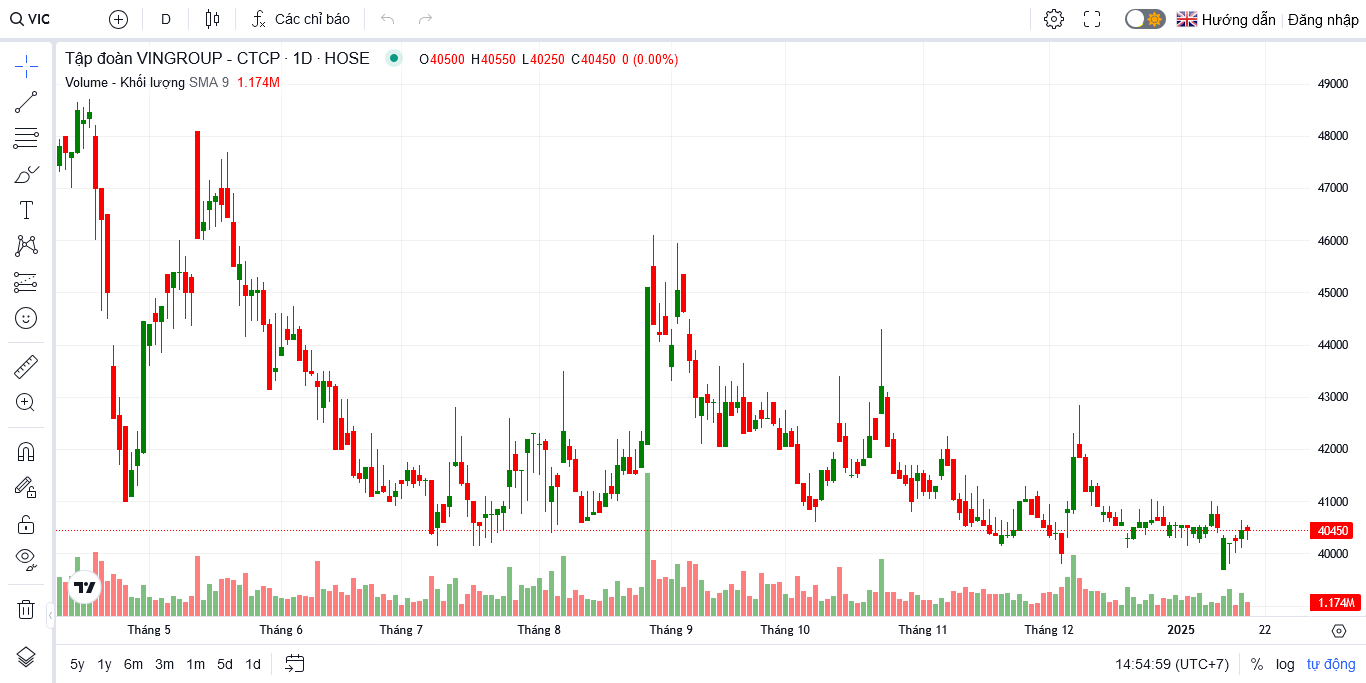 VIC D Các chỉ báo Hướng dẫn Đăng nhập
Tập đoàn VINGROUP - CTCP · 1D · HOSE O40500 H40550 L40250 C40450 0 (0.00%)
Volume - Khối lượng SMA 9 1.174M
49000
48000
47000
46000
45000
44000
43000
42000
41000
40450
40000
1.174M
Tháng 5 Tháng 6 Tháng 7 Tháng 8 Tháng 9 Tháng 10 Tháng 11 Tháng 12 2025 22
5y 1y 6m 3m 1m 5d 1d 14:54:59 (UTC+7) % log tự động